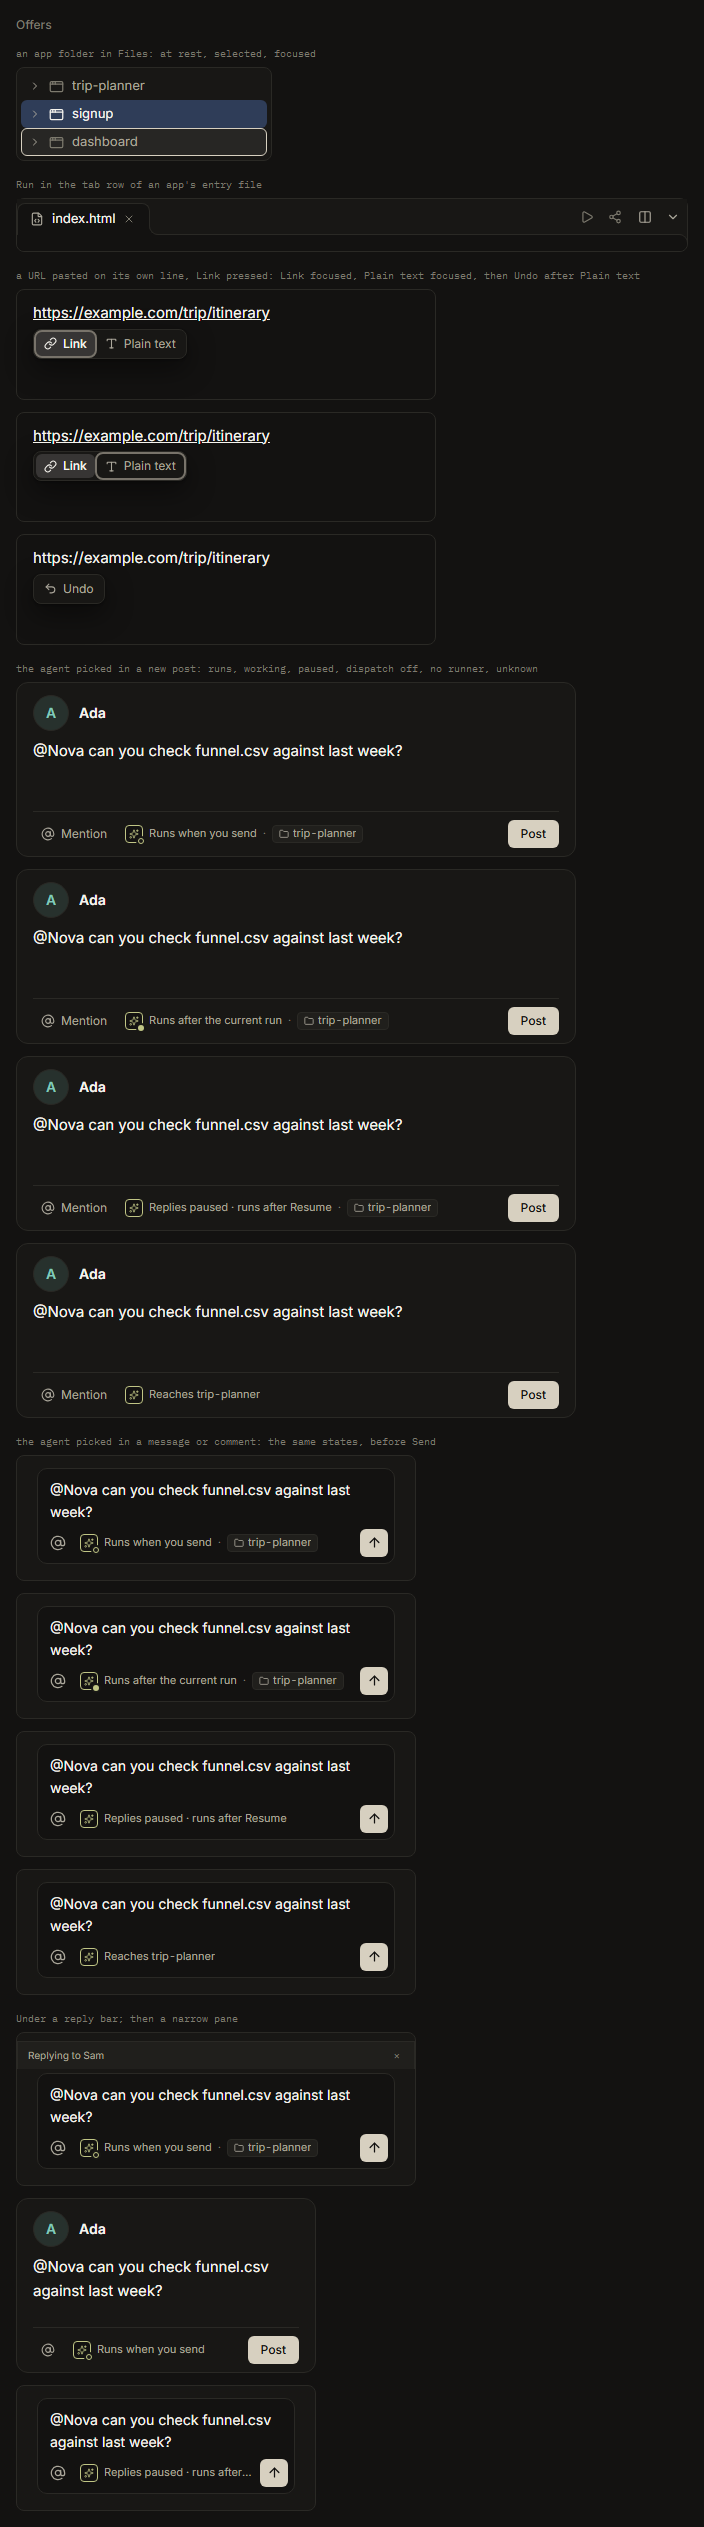 Offers
an app folder in Files: at rest, selected, focused
trip-planner
signup
dashboard
Run in the tab row of an app's entry file
index.html
a URL pasted on its own line, Link pressed: Link focused, Plain text focused, then Undo after Plain text
https://example.com/trip/itinerary
Link Plain text
https://example.com/trip/itinerary
Link Plain text
https://example.com/trip/itinerary
Undo
the agent picked in a new post: runs, working, paused, dispatch off, no runner, unknown
A Ada
@Nova can you check funnel.csv against last week?
@ Mention Runs when you send · trip-planner Post
A Ada
@Nova can you check funnel.csv against last week?
@ Mention Runs after the current run · trip-planner Post
A Ada
@Nova can you check funnel.csv against last week?
@ Mention Replies paused · runs after Resume · trip-planner Post
A Ada
@Nova can you check funnel.csv against last week?
@ Mention Reaches trip-planner Post
the agent picked in a message or comment: the same states, before Send
@Nova can you check funnel.csv against last
week?
@ Runs when you send · trip-planner
@Nova can you check funnel.csv against last
week?
@ Runs after the current run · trip-planner
@Nova can you check funnel.csv against last
week?
@ Replies paused · runs after Resume
@Nova can you check funnel.csv against last
week?
@ Reaches trip-planner
Under a reply bar; then a narrow pane
Replying to Sam ×
@Nova can you check funnel.csv against last
week?
@ Runs when you send · trip-planner
A Ada
@Nova can you check funnel.csv
against last week?
@ Runs when you send Post
@Nova can you check funnel.csv
against last week?
@ Replies paused · runs after...